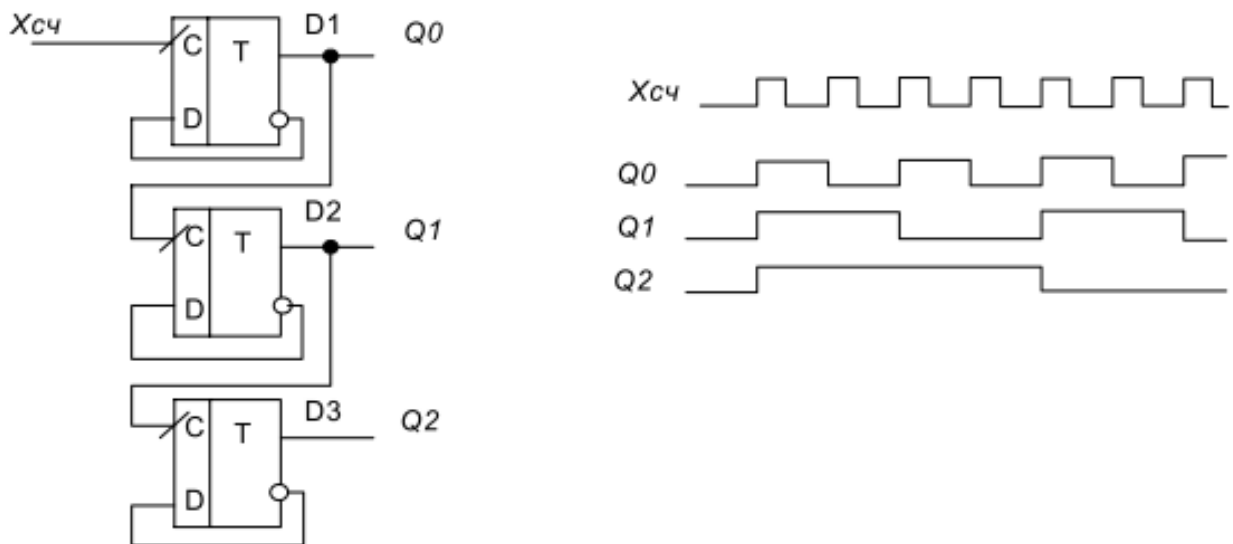 Xсч
C T D1 Q0
D
C T D2 Q1
D
C T D3 Q2
D
Xсч
Q0
Q1
Q2